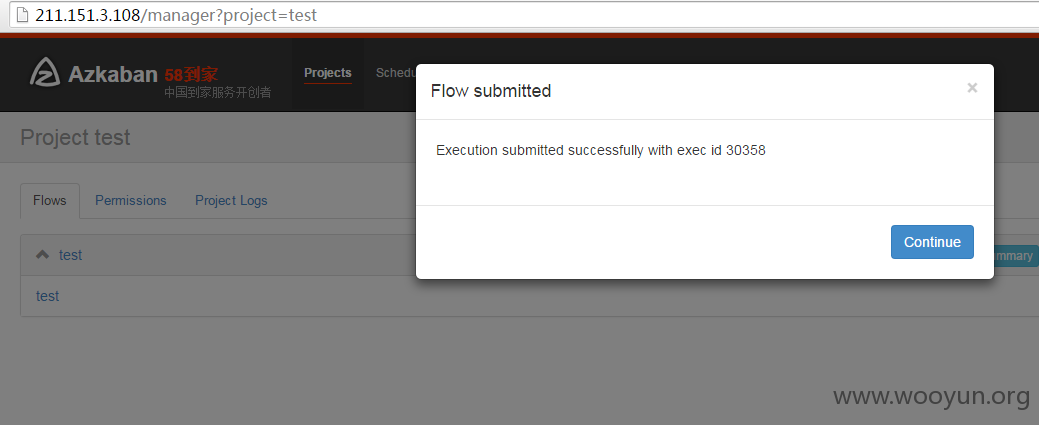 211.151.3.108/manager?project=test
Azkaban 58到家
中国到家服务开创者
Projects
Schedu
Flow submitted
×
Project test
Execution submitted successfully with exec id 30358
Flows
Permissions
Project Logs
Continue
test
mmary
test
www.wooyun.org